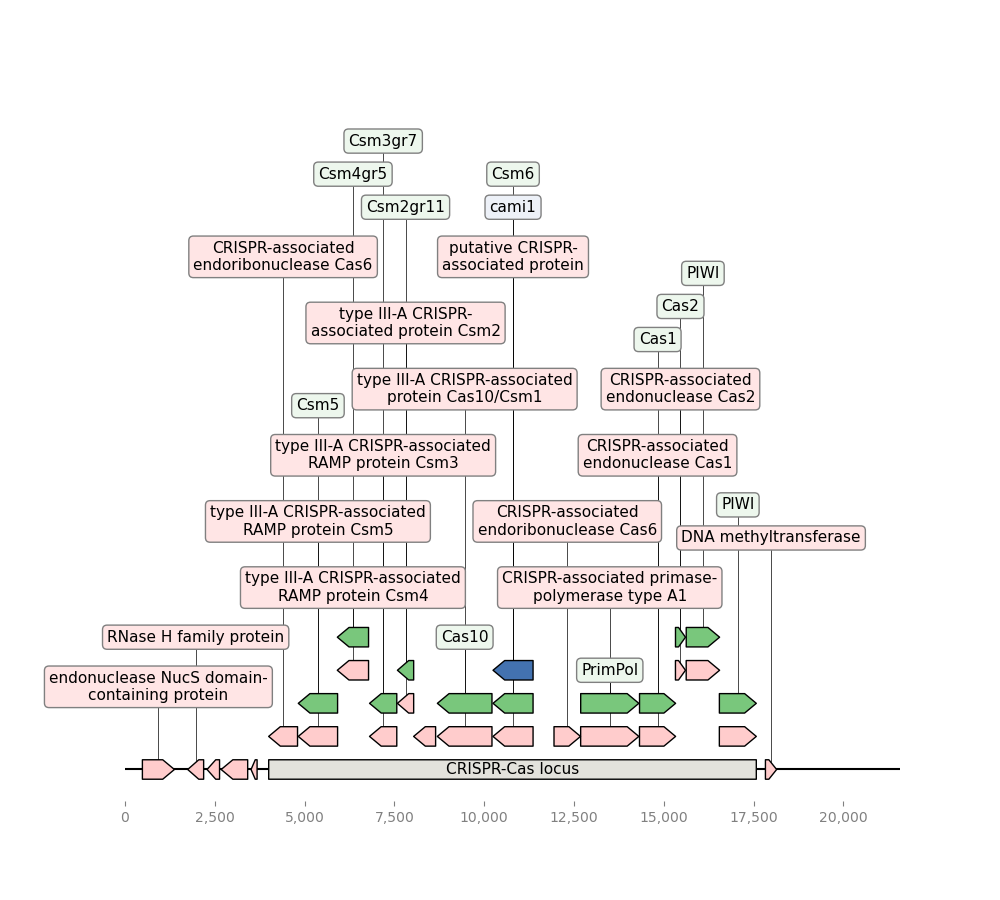 Csm3gr7
Csm4gr5
Csm6
Csm2gr11
cami1
CRISPR-associated
endoribonuclease Cas6
putative CRISPR-
associated protein
PIWI
Cas2
type III-A CRISPR-
associated protein Csm2
Cas1
type III-A CRISPR-associated
protein Cas10/Csm1
CRISPR-associated
endonuclease Cas2
Csm5
type III-A CRISPR-associated
RAMP protein Csm3
CRISPR-associated
endonuclease Cas1
PIWI
type III-A CRISPR-associated
RAMP protein Csm5
CRISPR-associated
endoribonuclease Cas6
DNA methyltransferase
type III-A CRISPR-associated
RAMP protein Csm4
CRISPR-associated primase-
polymerase type A1
RNase H family protein
Cas10
PrimPol
endonuclease NucS domain-
containing protein
CRISPR-Cas locus
0
2,500
5,000
7,500
10,000
12,500
15,000
17,500
20,000